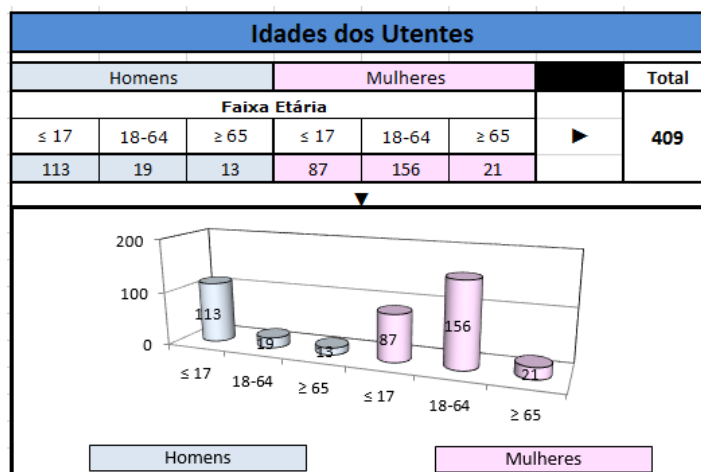 Idades dos Utentes
Homens Mulheres Total
Faixa Etária
≤ 17 18-64 ≥ 65 ≤ 17 18-64 ≥ 65 ► 409
113 19 13 87 156 21
▼
200
100
0
113 19 13 87 156 21
≤ 17 18-64 ≥ 65 ≤ 17 18-64 ≥ 65
Homens Mulheres